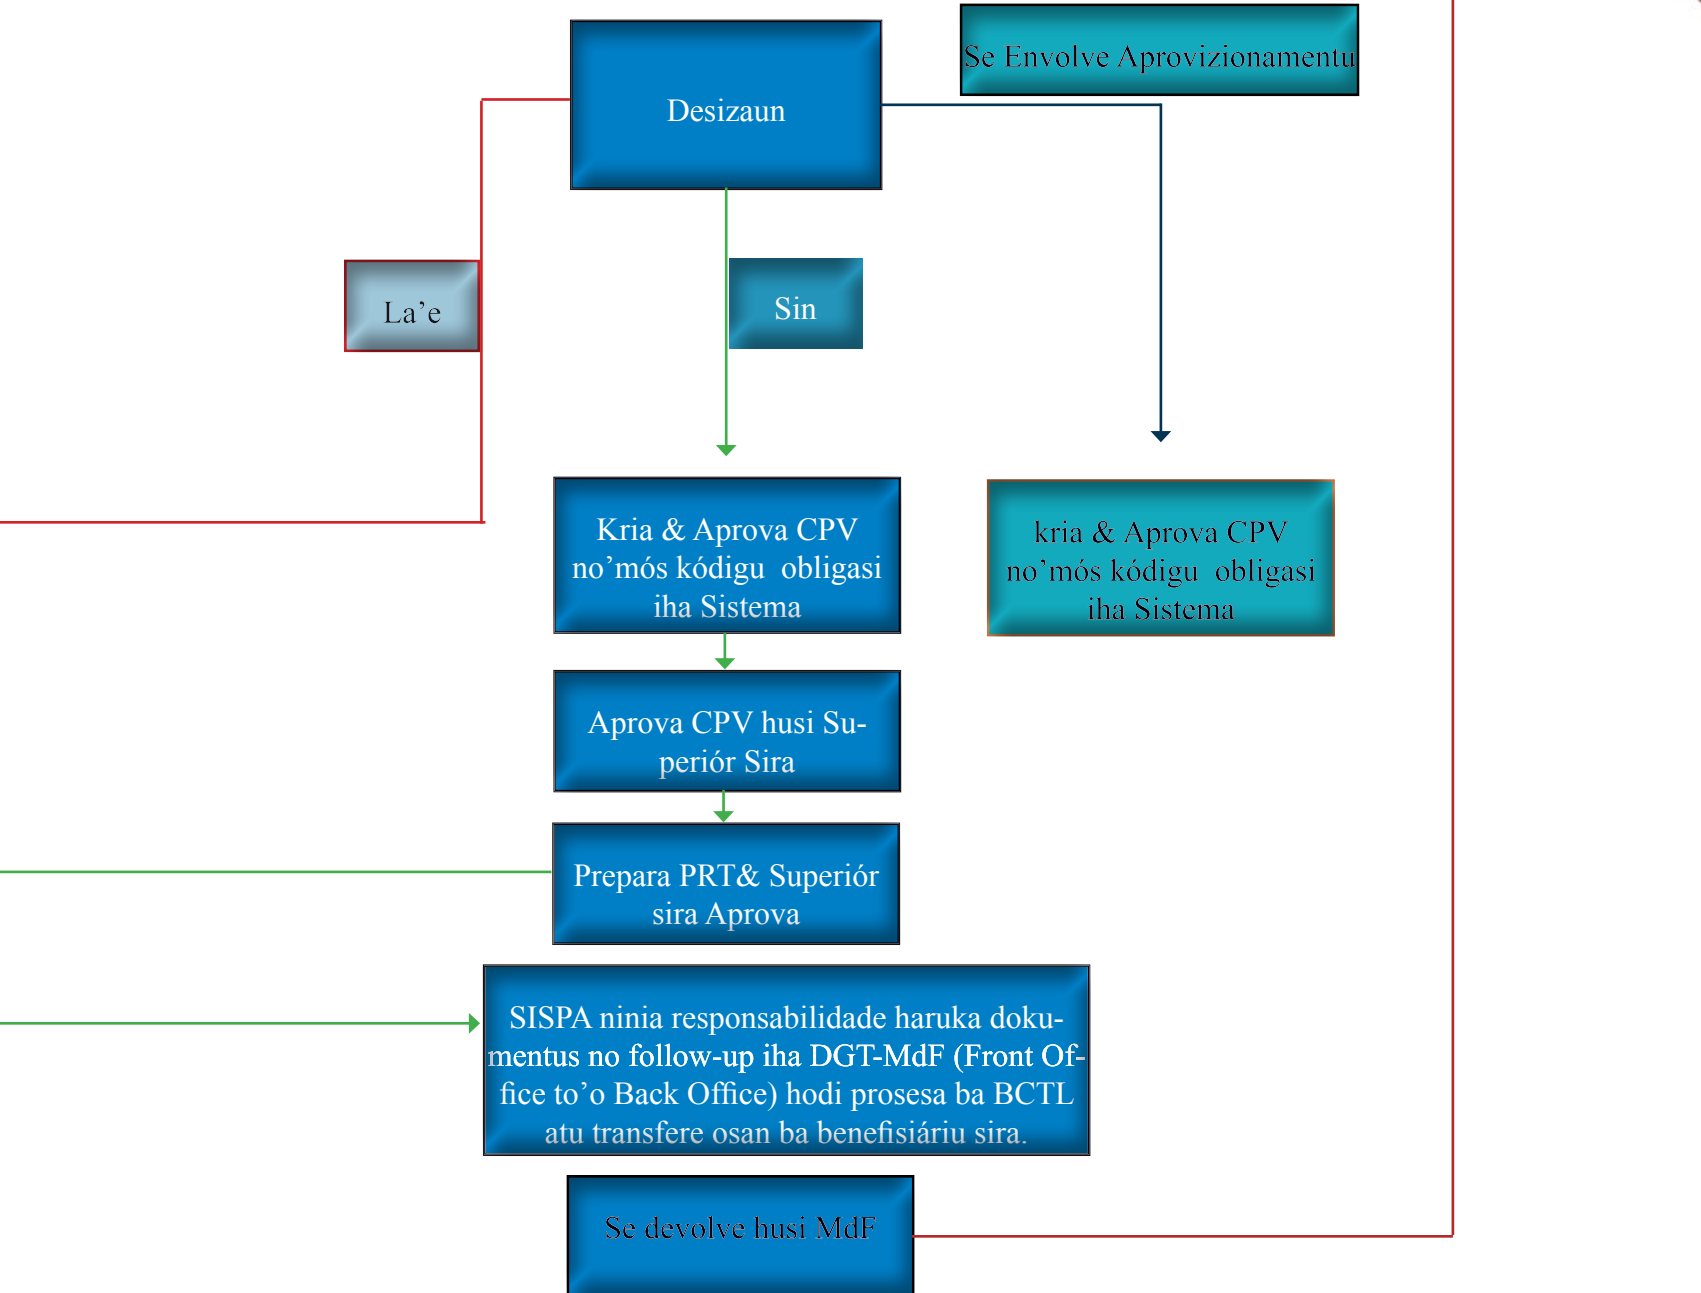 Se Envolve Aprovizionamentu
Desizaun
La’e
Sin
Kria & Aprova CPV
no’mós kódigu obligasi
iha Sistema
kria & Aprova CPV
no’mós kódigu obligasi
iha Sistema
Aprova CPV husi Su-
periór Sira
Prepara PRT& Superiór
sira Aprova
SISPA ninia responsabilidade haruka doku-
mentus no follow-up iha DGT-MdF (Front Of-
fice to’o Back Office) hodi prosesa ba BCTL
atu transfere osan ba benefisiáriu sira.
Se devolve husi MdF